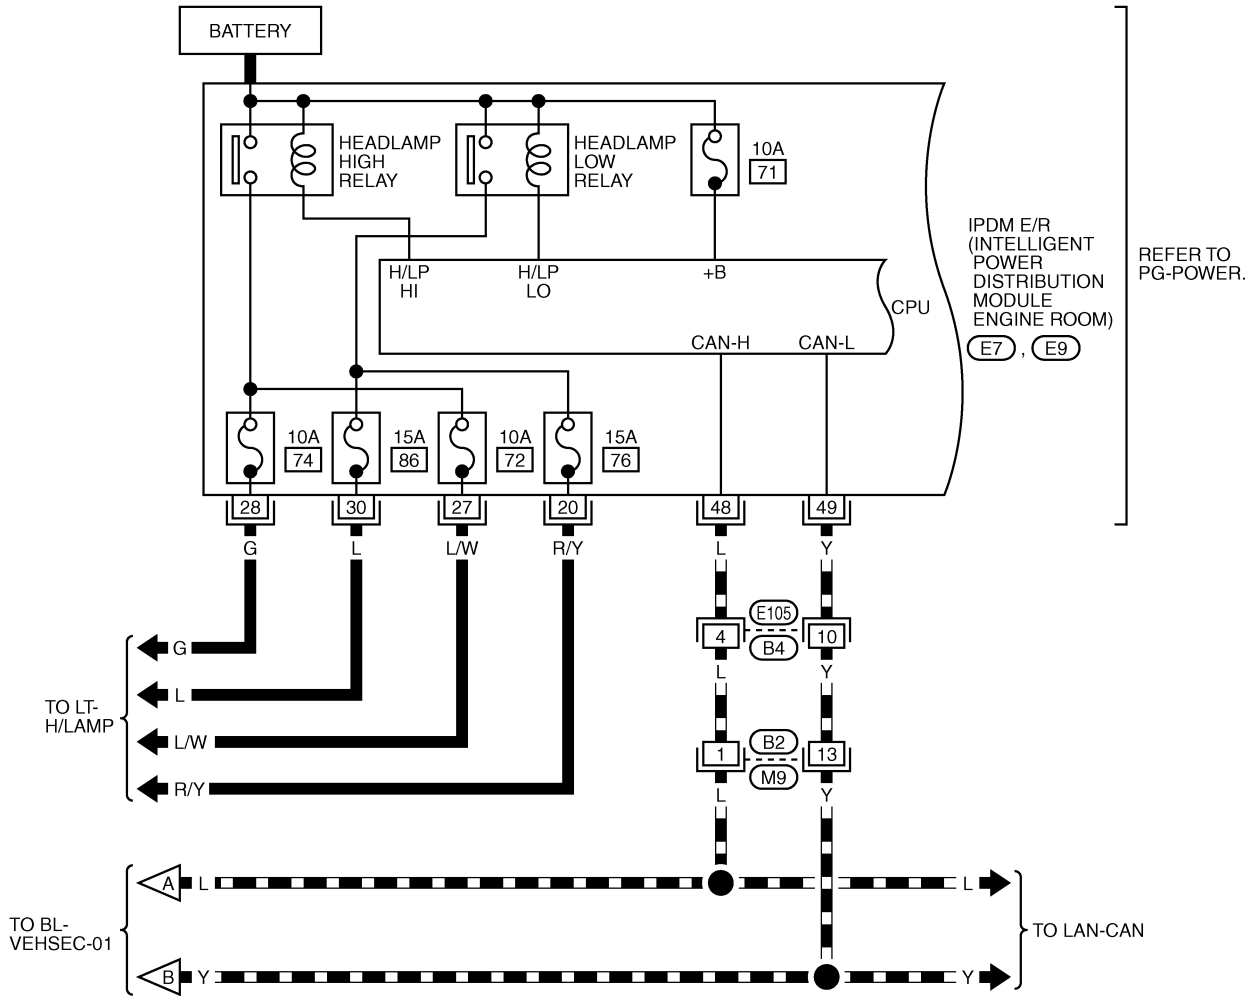 BATTERY
HEADLAMP
HIGH
RELAY
HEADLAMP
LOW
RELAY
10A
71
IPDM E/R
(INTELLIGENT
POWER
DISTRIBUTION
MODULE
ENGINE ROOM)
E7 , E9
REFER TO
PG-POWER.
H/LP
HI
H/LP
LO
+B
CPU
CAN-H
CAN-L
10A
74
15A
86
10A
72
15A
76
28
30
27
20
48
49
G
L
L/W
R/Y
L
Y
E105
4
10
B4
L
Y
TO LT-
H/LAMP
G
L
L/W
R/Y
B2
1
13
M9
L
Y
TO BL-
VEHSEC-01
A
L
L
B
Y
Y
TO LAN-CAN